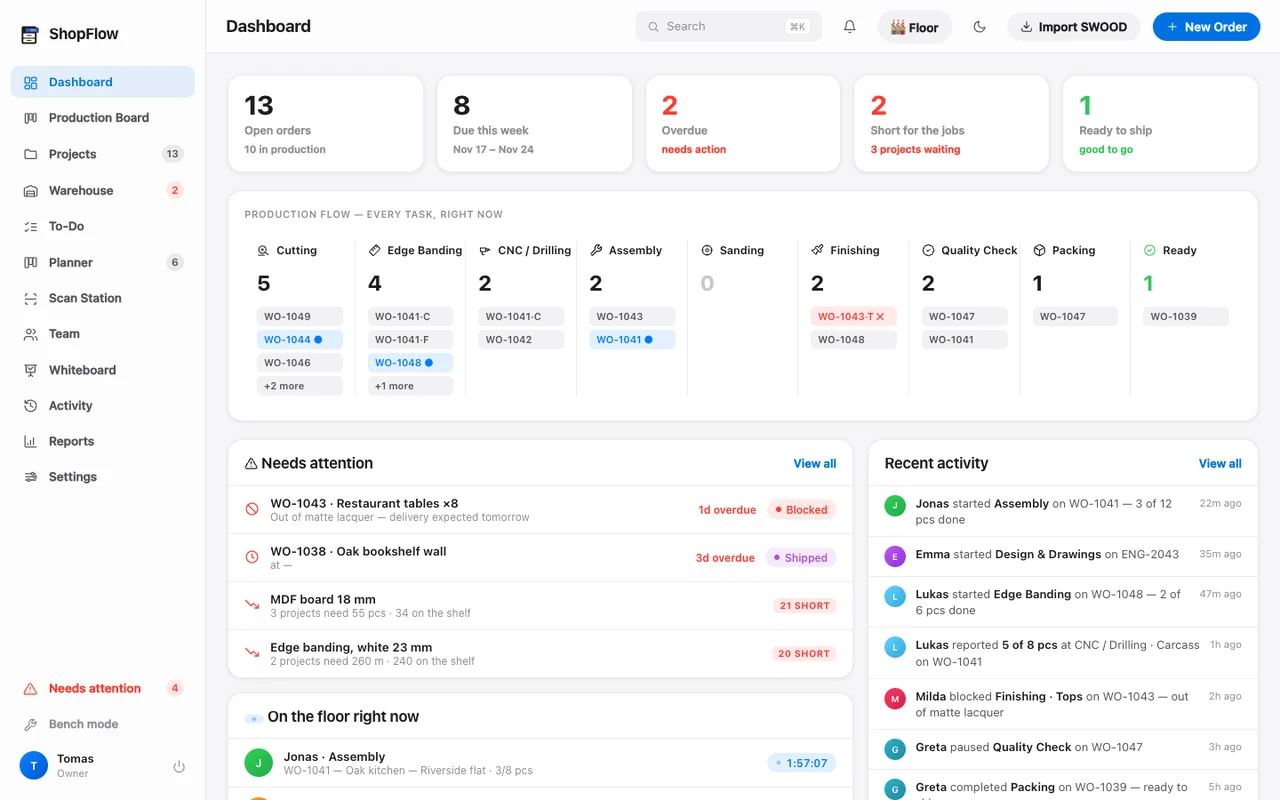 ShopFlow
Dashboard
Production Board
Projects 13
Warehouse 2
To-Do
Planner 6
Scan Station
Team
Whiteboard
Activity
Reports
Settings
Needs attention 4
Bench mode
T Tomas
Owner
Dashboard
Search ⌘K
Floor
Import SWOOD
+ New Order
13
Open orders
10 in production
8
Due this week
Nov 17 – Nov 24
2
Overdue
needs action
2
Short for the jobs
3 projects waiting
1
Ready to ship
good to go
PRODUCTION FLOW — EVERY TASK, RIGHT NOW
Cutting
5
WO-1049
WO-1044
WO-1046
+2 more
Edge Banding
4
WO-1041·C
WO-1041·F
WO-1048
+1 more
CNC / Drilling
2
WO-1041·C
WO-1042
Assembly
2
WO-1043
WO-1041
Sanding
0
Finishing
2
WO-1043·T
WO-1048
Quality Check
2
WO-1047
WO-1041
Packing
1
WO-1047
Ready
1
WO-1039
Needs attention View all
WO-1043 · Restaurant tables ×8
Out of matte lacquer — delivery expected tomorrow
1d overdue Blocked
WO-1038 · Oak bookshelf wall
at —
3d overdue Shipped
MDF board 18 mm
3 projects need 55 pcs · 34 on the shelf
21 SHORT
Edge banding, white 23 mm
2 projects need 260 m · 240 on the shelf
20 SHORT
On the floor right now
J Jonas · Assembly
WO-1041 — Oak kitchen — Riverside flat · 3/8 pcs
1:57:07
Recent activity View all
J Jonas started Assembly on WO-1041 — 3 of 12 22m ago
pcs done
E Emma started Design & Drawings on ENG-2043 35m ago
L Lukas started Edge Banding on WO-1048 — 2 of 47m ago
6 pcs done
L Lukas reported 5 of 8 pcs at CNC / Drilling · Carcass 1h ago
on WO-1041
M Milda blocked Finishing · Tops on WO-1043 — out 2h ago
of matte lacquer
G Greta paused Quality Check on WO-1047 3h ago
G Greta completed Packing on WO-1039 — ready to 5h ago